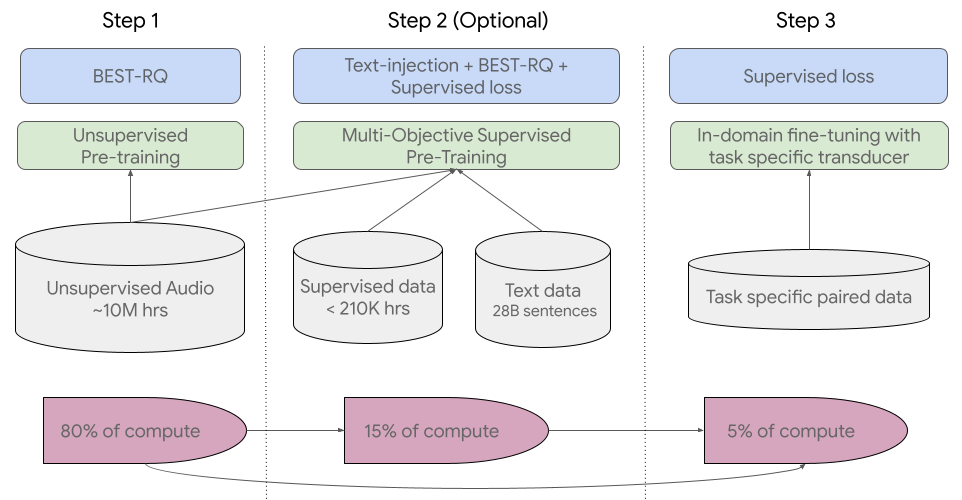 Step 1
Step 2 (Optional)
Step 3
BEST-RQ
Text-injection + BEST-RQ +
Supervised loss
Supervised loss
Unsupervised
Pre-training
Multi-Objective Supervised
Pre-Training
In-domain fine-tuning with
task specific transducer
Unsupervised Audio
~10M hrs
Supervised data
< 210K hrs
Text data
28B sentences
Task specific paired data
80% of compute
15% of compute
5% of compute